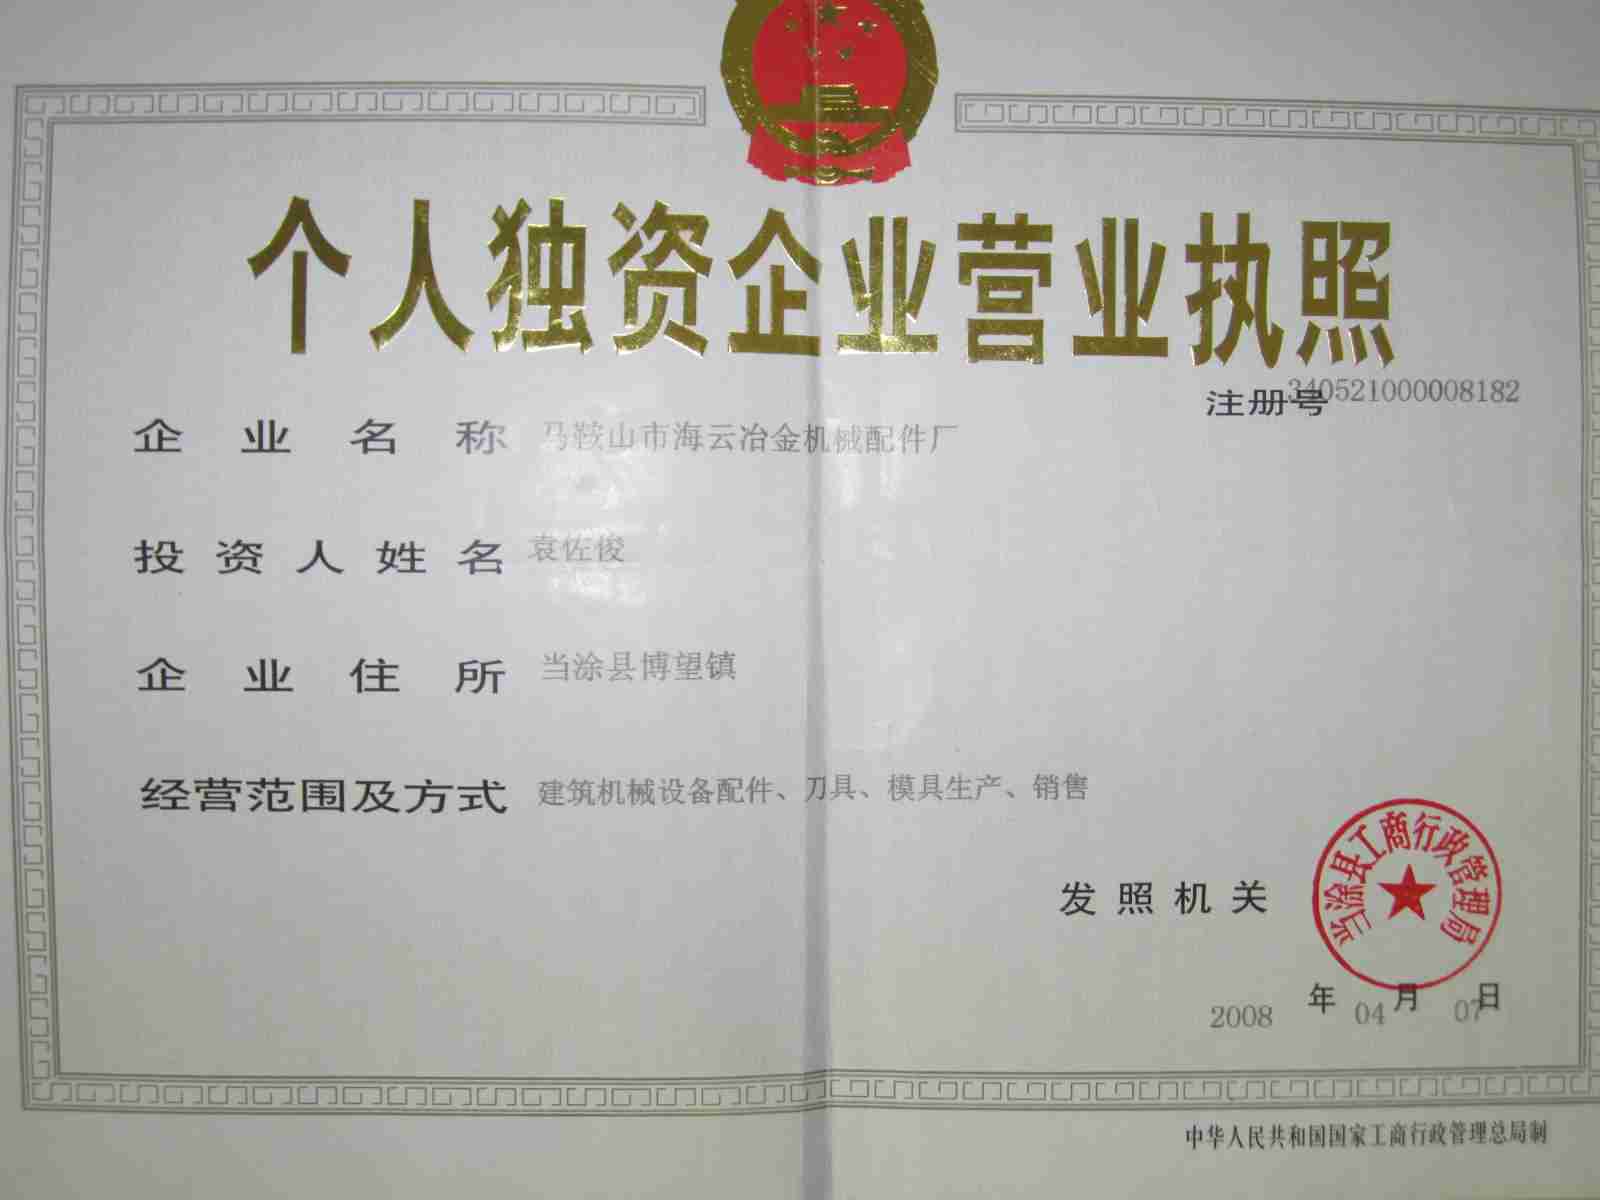 个人独资企业营业执照
注册号 340521000008182
企业名称 马鞍山市海云冶金机械配件厂
投资人姓名 袁佐俊
企业住所 当涂县博望镇
经营范围及方式 建筑机械设备配件、刀具、模具生产、销售
发照机关
当涂县工商行政管理局
2008 年 04 月 07 日
中华人民共和国国家工商行政管理总局制